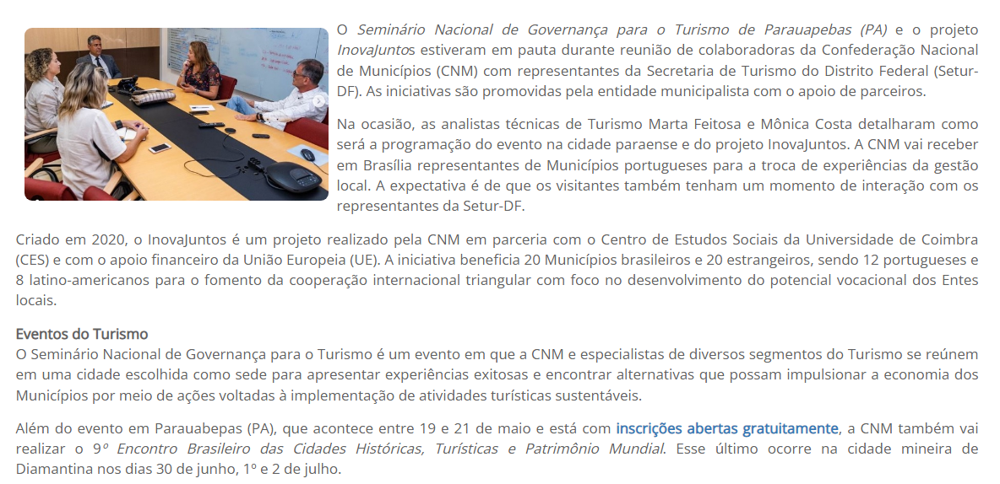 O Seminário Nacional de Governança para o Turismo de Parauapebas (PA) e o projeto
InovaJuntos estiveram em pauta durante reunião de colaboradoras da Confederação Nacional
de Municípios (CNM) com representantes da Secretaria de Turismo do Distrito Federal (Setur-
DF). As iniciativas são promovidas pela entidade municipalista com o apoio de parceiros.
Na ocasião, as analistas técnicas de Turismo Marta Feitosa e Mônica Costa detalharam como
será a programação do evento na cidade paraense e do projeto InovaJuntos. A CNM vai receber
em Brasília representantes de Municípios portugueses para a troca de experiências da gestão
local. A expectativa é de que os visitantes também tenham um momento de interação com os
representantes da Setur-DF.
Criado em 2020, o InovaJuntos é um projeto realizado pela CNM em parceria com o Centro de Estudos Sociais da Universidade de Coimbra
(CES) e com o apoio financeiro da União Europeia (UE). A iniciativa beneficia 20 Municípios brasileiros e 20 estrangeiros, sendo 12 portugueses e
8 latino-americanos para o fomento da cooperação internacional triangular com foco no desenvolvimento do potencial vocacional dos Entes
locais.
Eventos do Turismo
O Seminário Nacional de Governança para o Turismo é um evento em que a CNM e especialistas de diversos segmentos do Turismo se reúnem
em uma cidade escolhida como sede para apresentar experiências exitosas e encontrar alternativas que possam impulsionar a economia dos
Municípios por meio de ações voltadas à implementação de atividades turísticas sustentáveis.
Além do evento em Parauabepas (PA), que acontece entre 19 e 21 de maio e está com inscrições abertas gratuitamente, a CNM também vai
realizar o 9º Encontro Brasileiro das Cidades Históricas, Turísticas e Patrimônio Mundial. Esse último ocorre na cidade mineira de
Diamantina nos dias 30 de junho, 1º e 2 de julho.